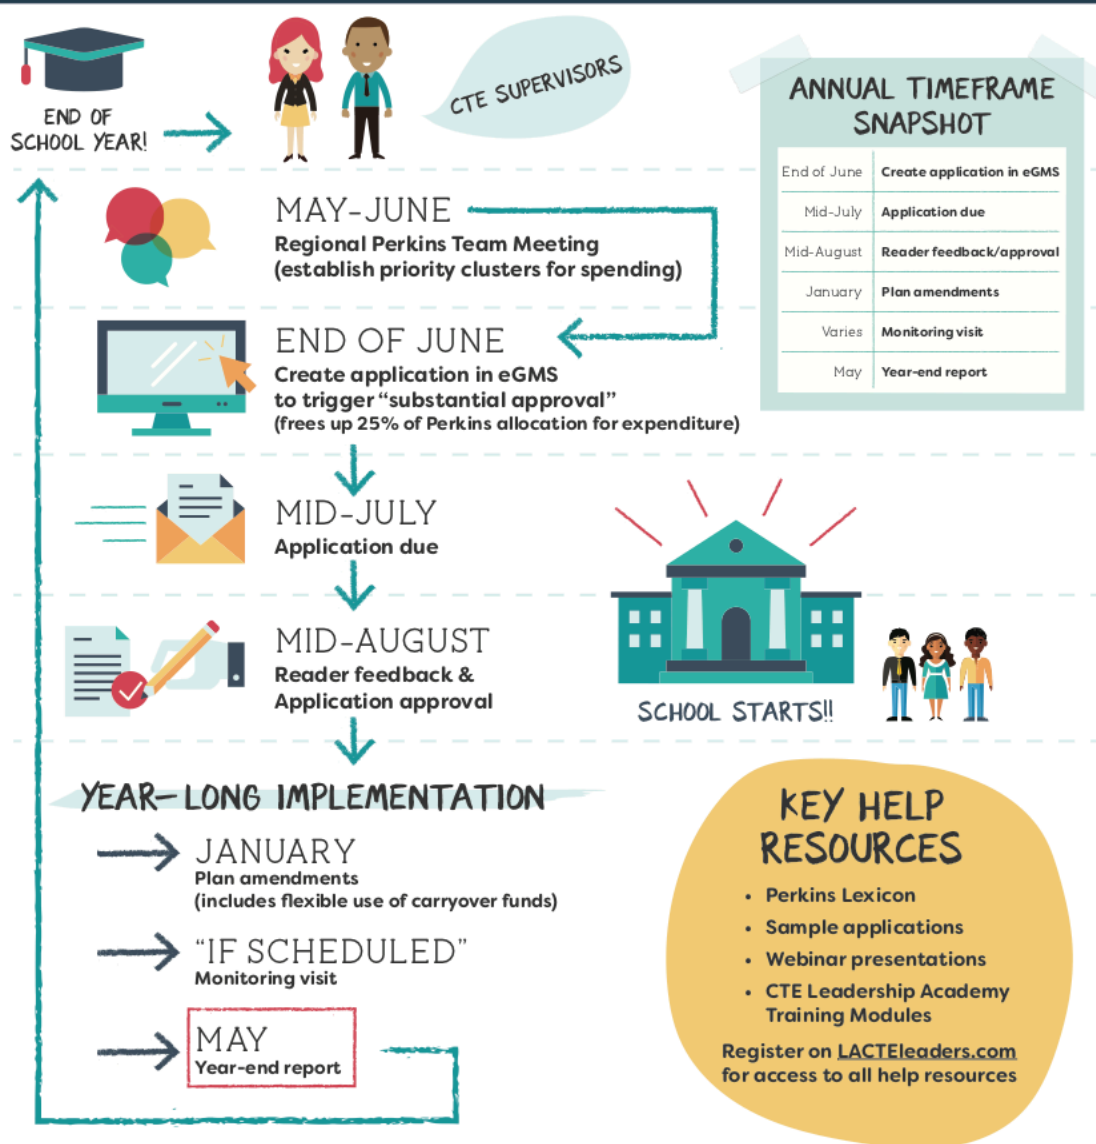 END OF
SCHOOL YEAR!
CTE SUPERVISORS
ANNUAL TIMEFRAME
SNAPSHOT
End of June Create application in eGMS
Mid-July Application due
Mid-August Reader feedback/approval
January Plan amendments
Varies Monitoring visit
May Year-end report
MAY-JUNE
Regional Perkins Team Meeting
(establish priority clusters for spending)
END OF JUNE
Create application in eGMS
to trigger “substantial approval”
(frees up 25% of Perkins allocation for expenditure)
MID-JULY
Application due
MID-AUGUST
Reader feedback &
Application approval
SCHOOL STARTS!!
YEAR-LONG IMPLEMENTATION
JANUARY
Plan amendments
(includes flexible use of carryover funds)
“IF SCHEDULED”
Monitoring visit
MAY
Year-end report
KEY HELP
RESOURCES
• Perkins Lexicon
• Sample applications
• Webinar presentations
• CTE Leadership Academy
Training Modules
Register on LACTEleaders.com
for access to all help resources